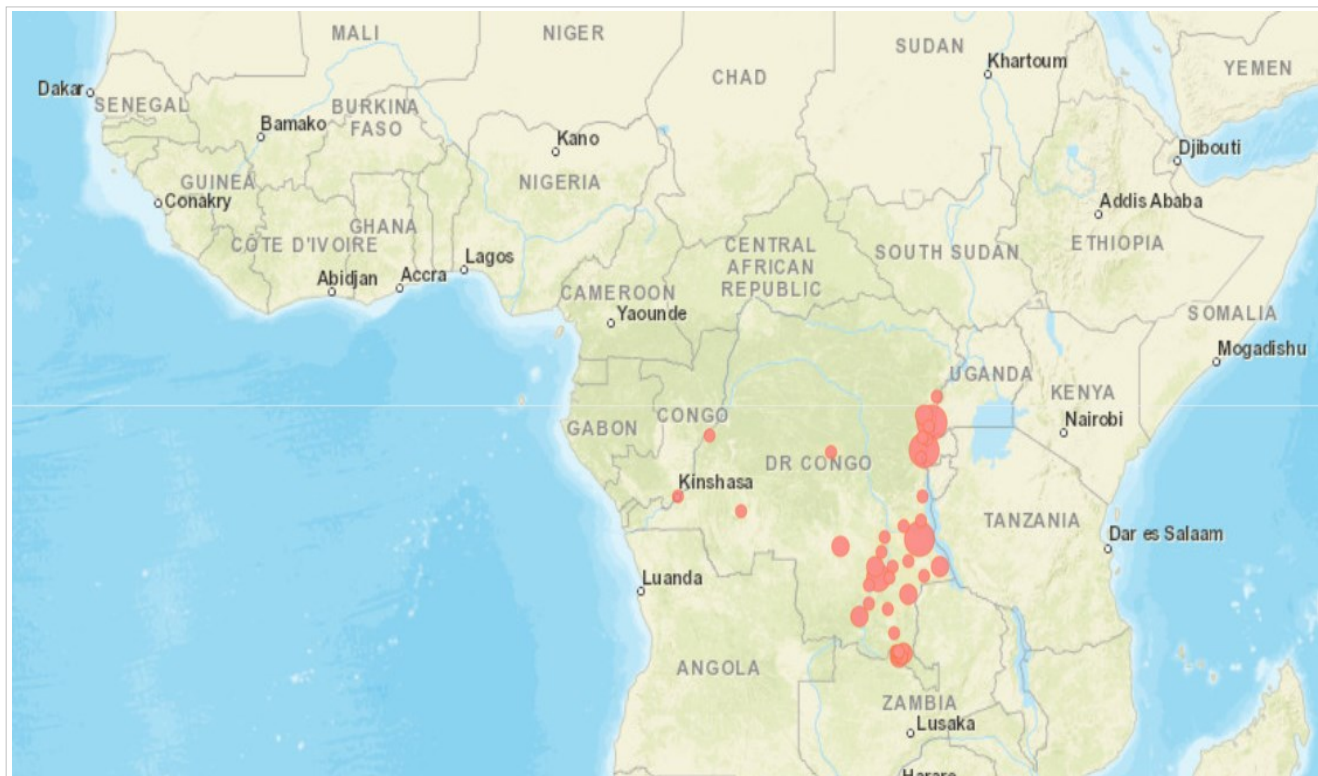 MALI
NIGER
SUDAN
Khartoum
YEMEN
CHAD
Dakar
SENEGAL
BURKINA
FASO
Bamako
Kano
Djibouti
GUINEA
NIGERIA
Conakry
Addis Ababa
GHANA
CÔTE D'IVOIRE
CENTRAL
AFRICAN
REPUBLIC
SOUTH SUDAN
ETHIOPIA
Lagos
Abidjan
Accra
CAMEROON
Yaounde
SOMALIA
Mogadishu
UGANDA
KENYA
Nairobi
GABON
CONGO
DR CONGO
Kinshasa
TANZANIA
Dar es Salaam
Luanda
ANGOLA
ZAMBIA
Lusaka
Harare